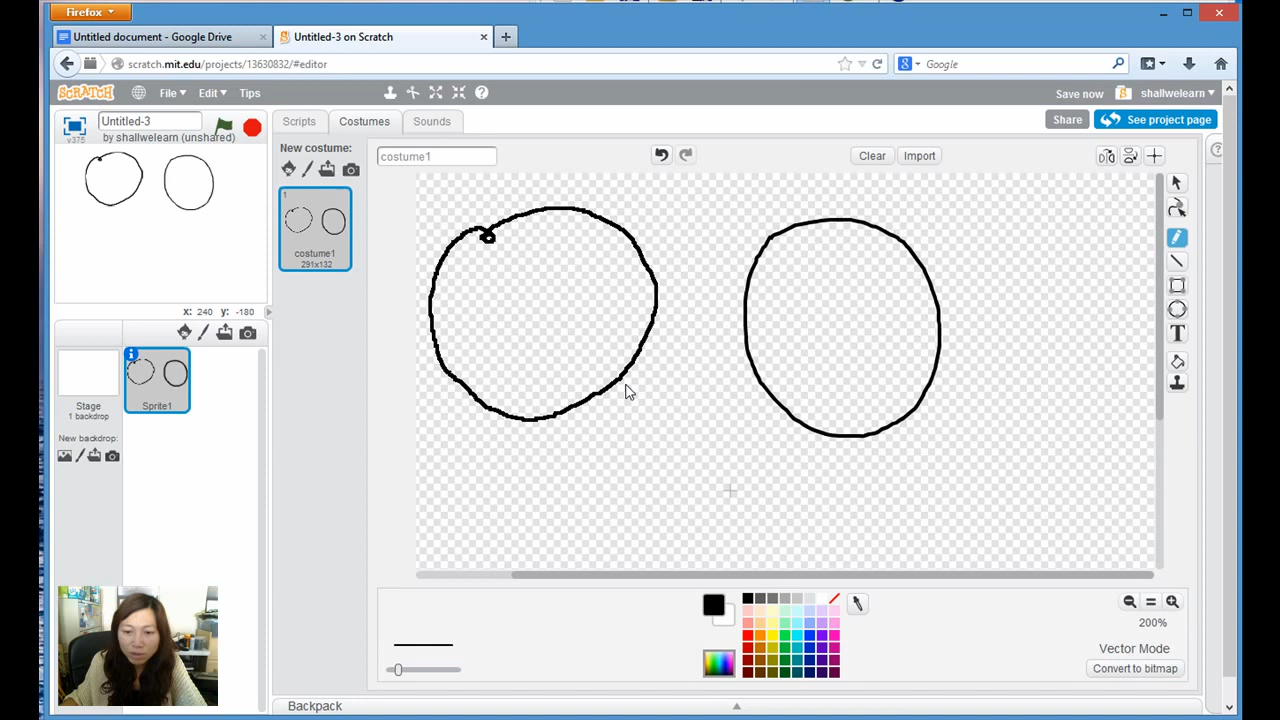 Firefox
Untitled document - Google Drive
Untitled-3 on Scratch
scratch.mit.edu/projects/13630832/#editor
Google
SCRATCH
File
Edit
Tips
Save now
shallwelearn
v375
Untitled-3
by shallwelearn (unshared)
Scripts
Costumes
Sounds
Share
See project page
New costume:
costume1
Clear
Import
1
costume1
291x132
x: 240 y: -180
Stage
1 backdrop
Sprite1
New backdrop:
T
200%
Vector Mode
Convert to bitmap
Backpack